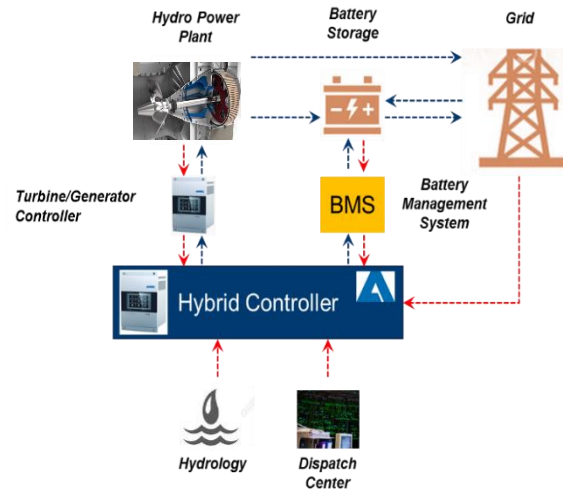 Hydro Power
Plant
Battery
Storage
Grid
Turbine/Generator
Controller
BMS
Battery
Management
System
Hybrid Controller
Hydrology
Dispatch
Center